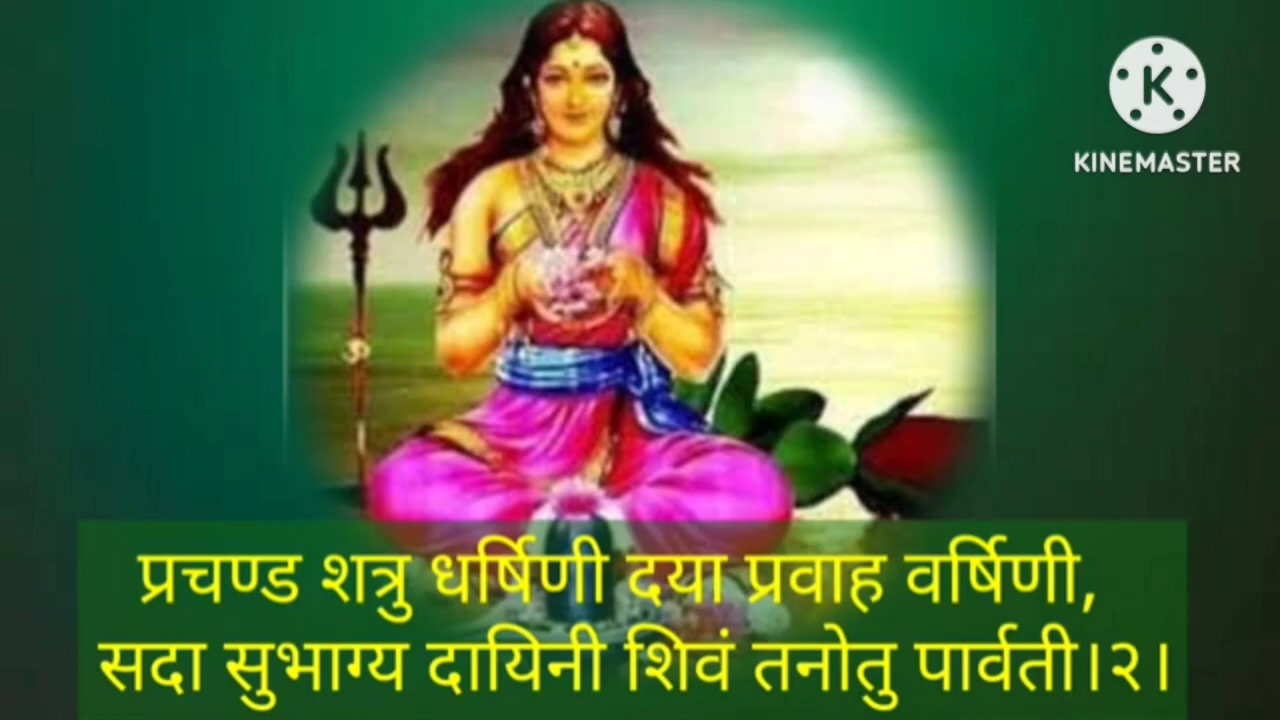 K
KINEMASTER
प्रचण्ड शत्रु धर्षिणी दया प्रवाह वर्षिणी,
सदा सुभाग्य दायिनी शिवं तनोतु पार्वती।२।